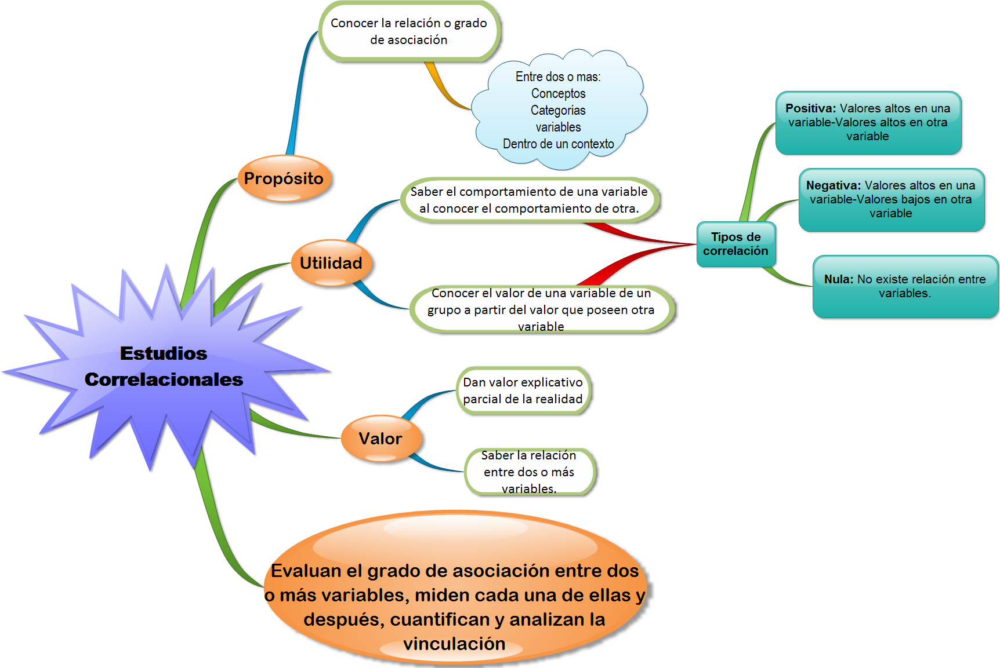 Conocer la relación o grado
de asociación
Entre dos o mas:
Conceptos
Categorías
variables
Dentro de un contexto
Propósito
Saber el comportamiento de una variable
al conocer el comportamiento de otra.
Utilidad
Conocer el valor de una variable de un
grupo a partir del valor que poseen otra
variable
Tipos de
correlación
Positiva: Valores altos en una
variable-Valores altos en otra
variable
Negativa: Valores altos en una
variable-Valores bajos en otra
variable
Nula: No existe relación entre
variables.
Estudios
Correlacionales
Dan valor explicativo
parcial de la realidad
Valor
Saber la relación
entre dos o más
variables.
Evaluan el grado de asociación entre dos
o más variables, miden cada una de ellas y
después, cuantifican y analizan la
vinculación